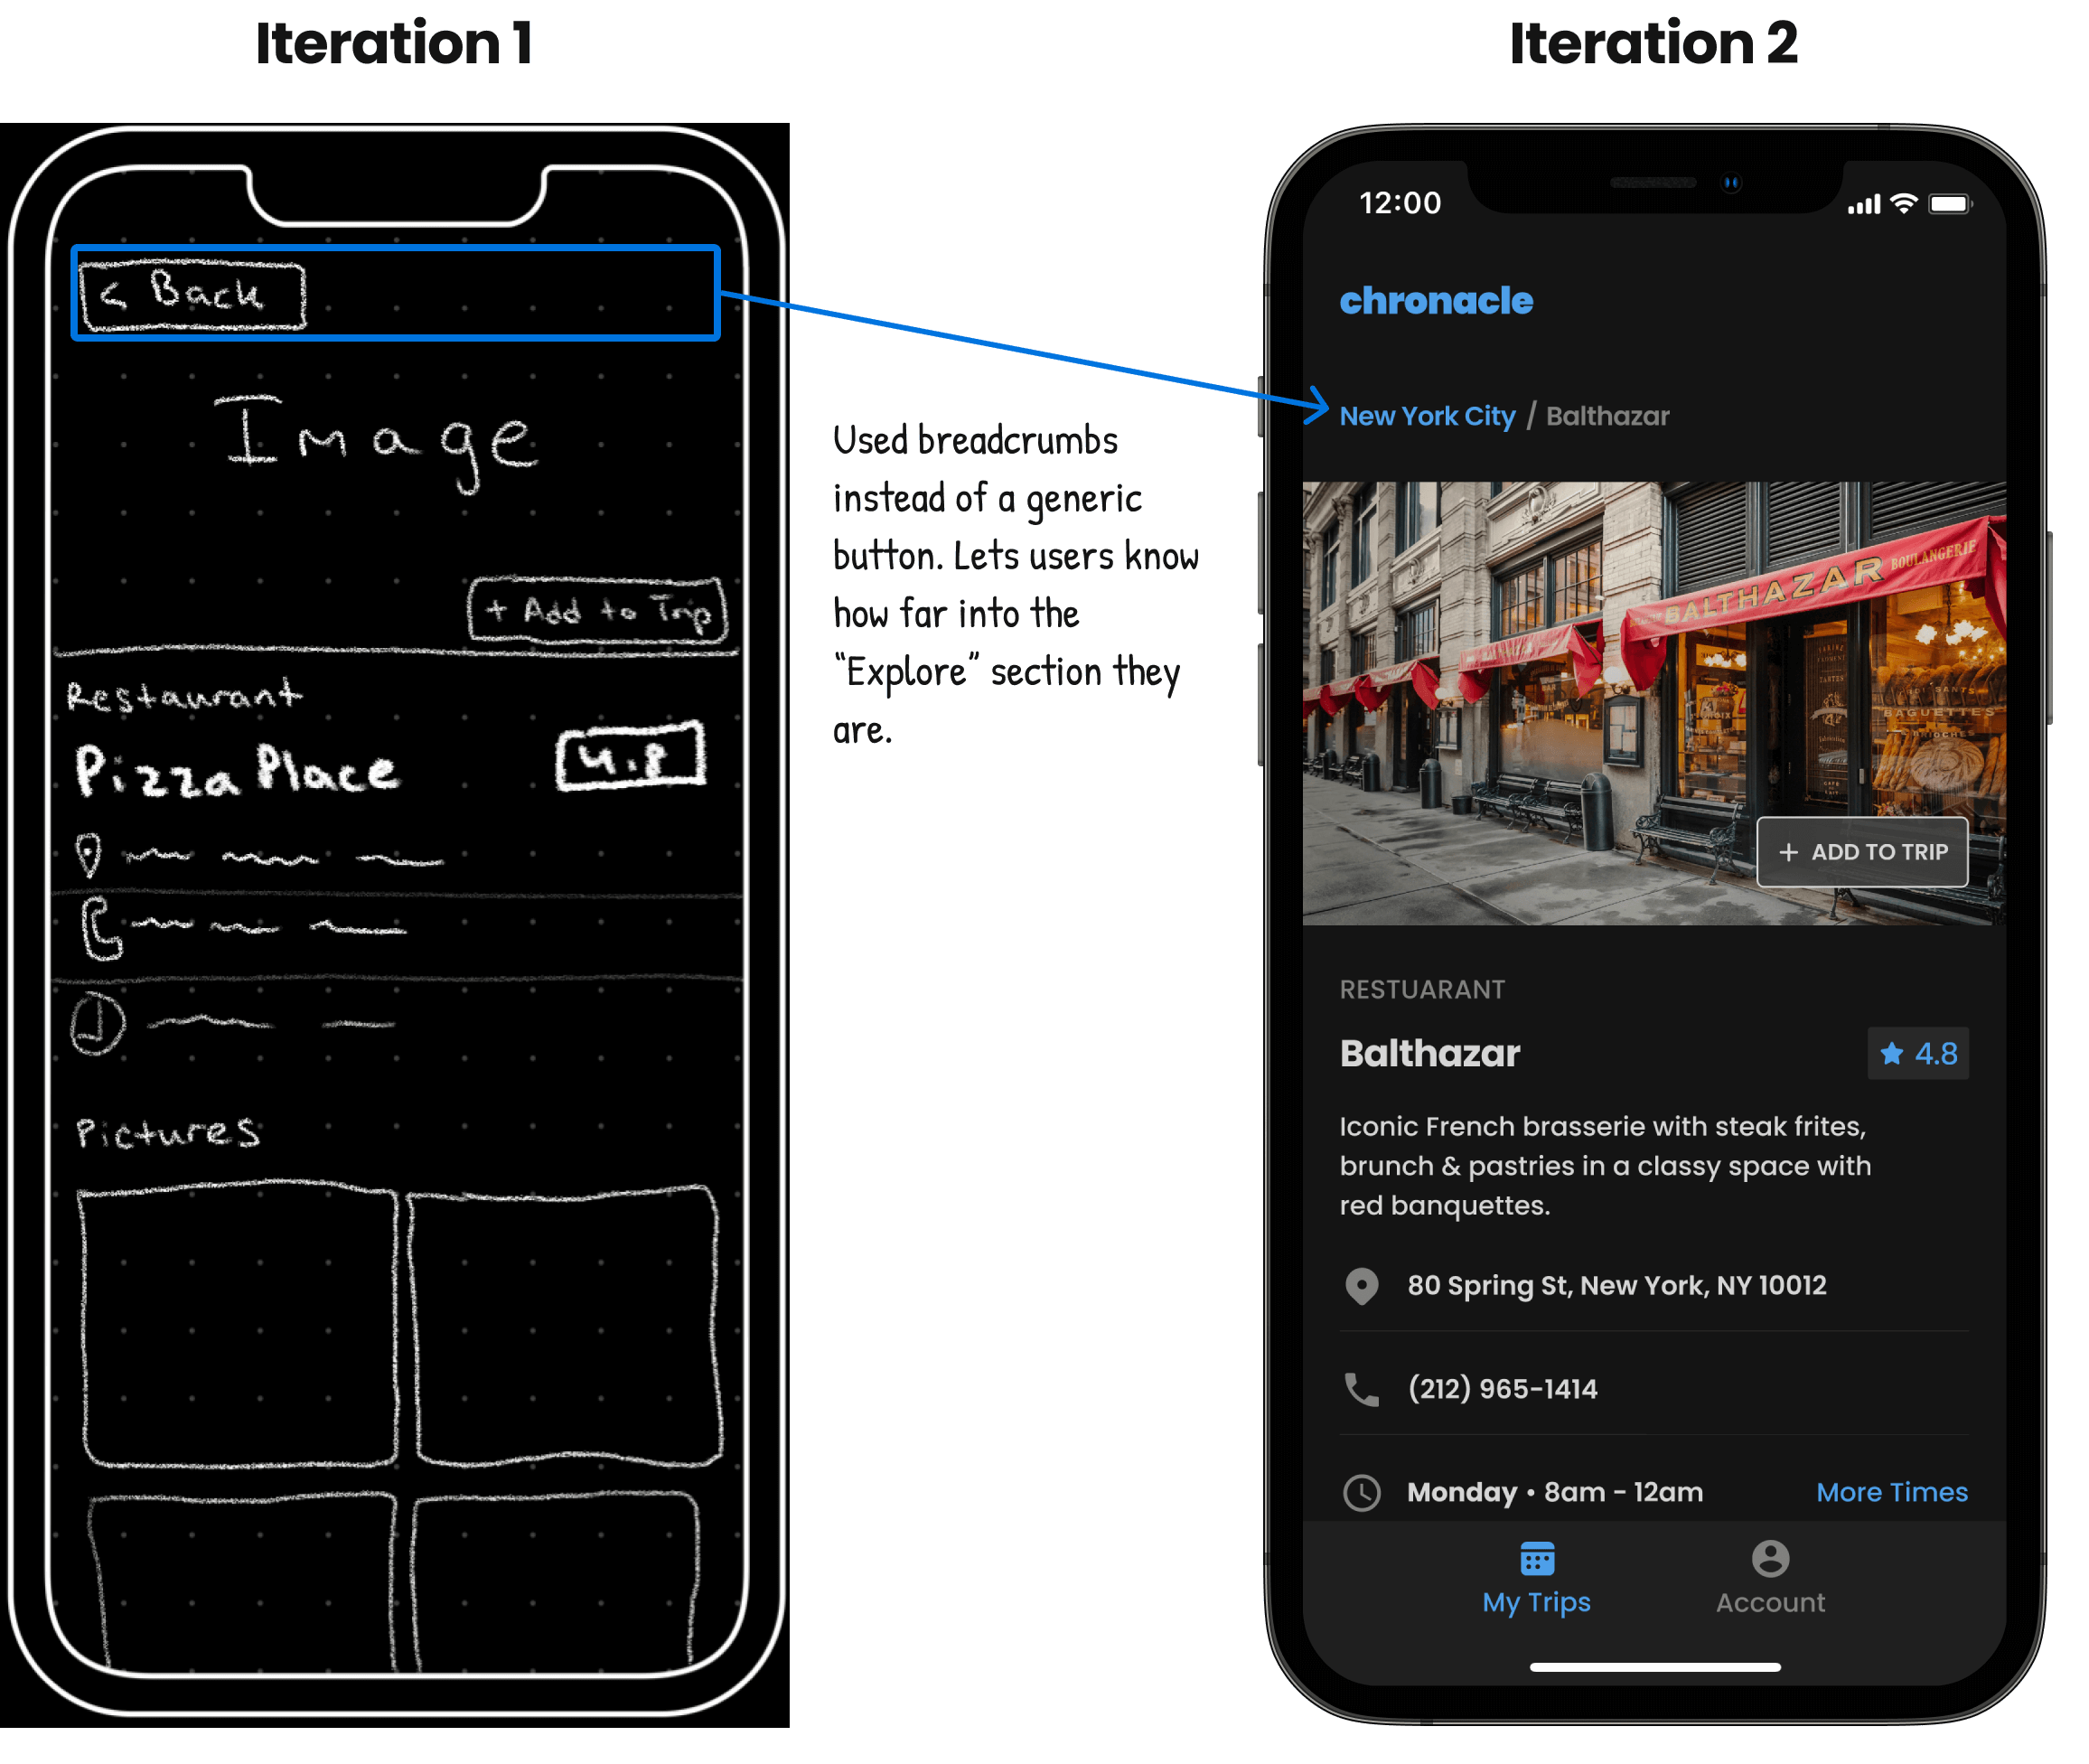 Iteration 1
Iteration 2
< Back
Image
+ Add to Trip
Restaurant
Pizza Place
4.8
Pictures
Used breadcrumbs
instead of a generic
button. Lets users know
how far into the
“Explore” section they
are.
12:00
chronacle
New York City / Balthazar
BALTHAZAR
BOULANGERIE
BAGUETTES
BRIOCHES
+ ADD TO TRIP
RESTUARANT
Balthazar
4.8
Iconic French brasserie with steak frites,
brunch & pastries in a classy space with
red banquettes.
80 Spring St, New York, NY 10012
(212) 965-1414
Monday • 8am - 12am
More Times
My Trips
Account